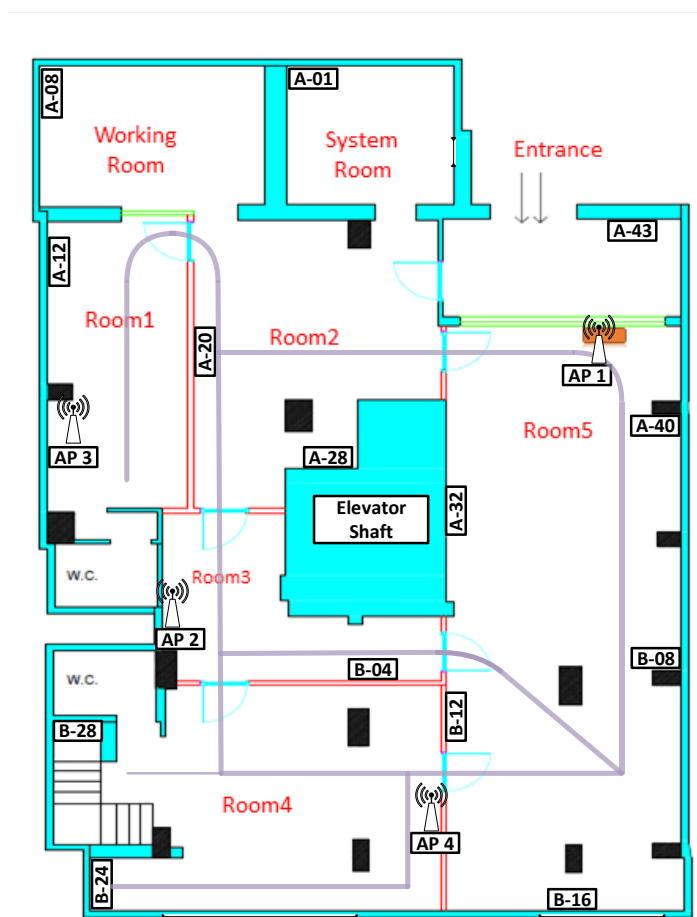 A-08
A-01
Working
Room
System
Room
Entrance
A-43
A-12
Room1
A-20
Room2
AP 1
A-40
Room5
AP 3
A-28
A-32
Elevator
Shaft
W.C.
Room3
AP 2
B-04
B-08
W.C.
B-28
B-12
Room4
AP 4
B-24
B-16